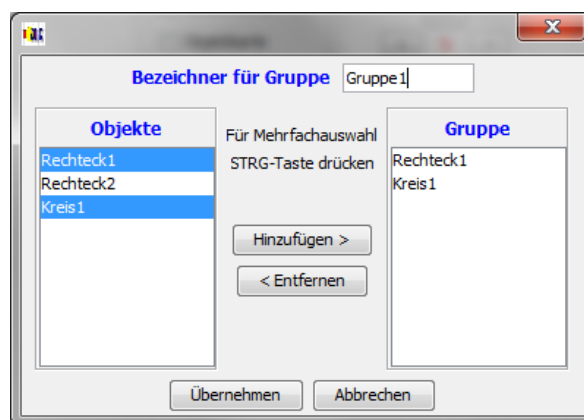 Bezeichner für Gruppe Gruppe1
Objekte
Rechteck1
Rechteck2
Kreis1
Für Mehrfachauswahl
STRG-Taste drücken
Hinzufügen >
< Entfernen
Gruppe
Rechteck1
Kreis1
Übernehmen Abbrechen